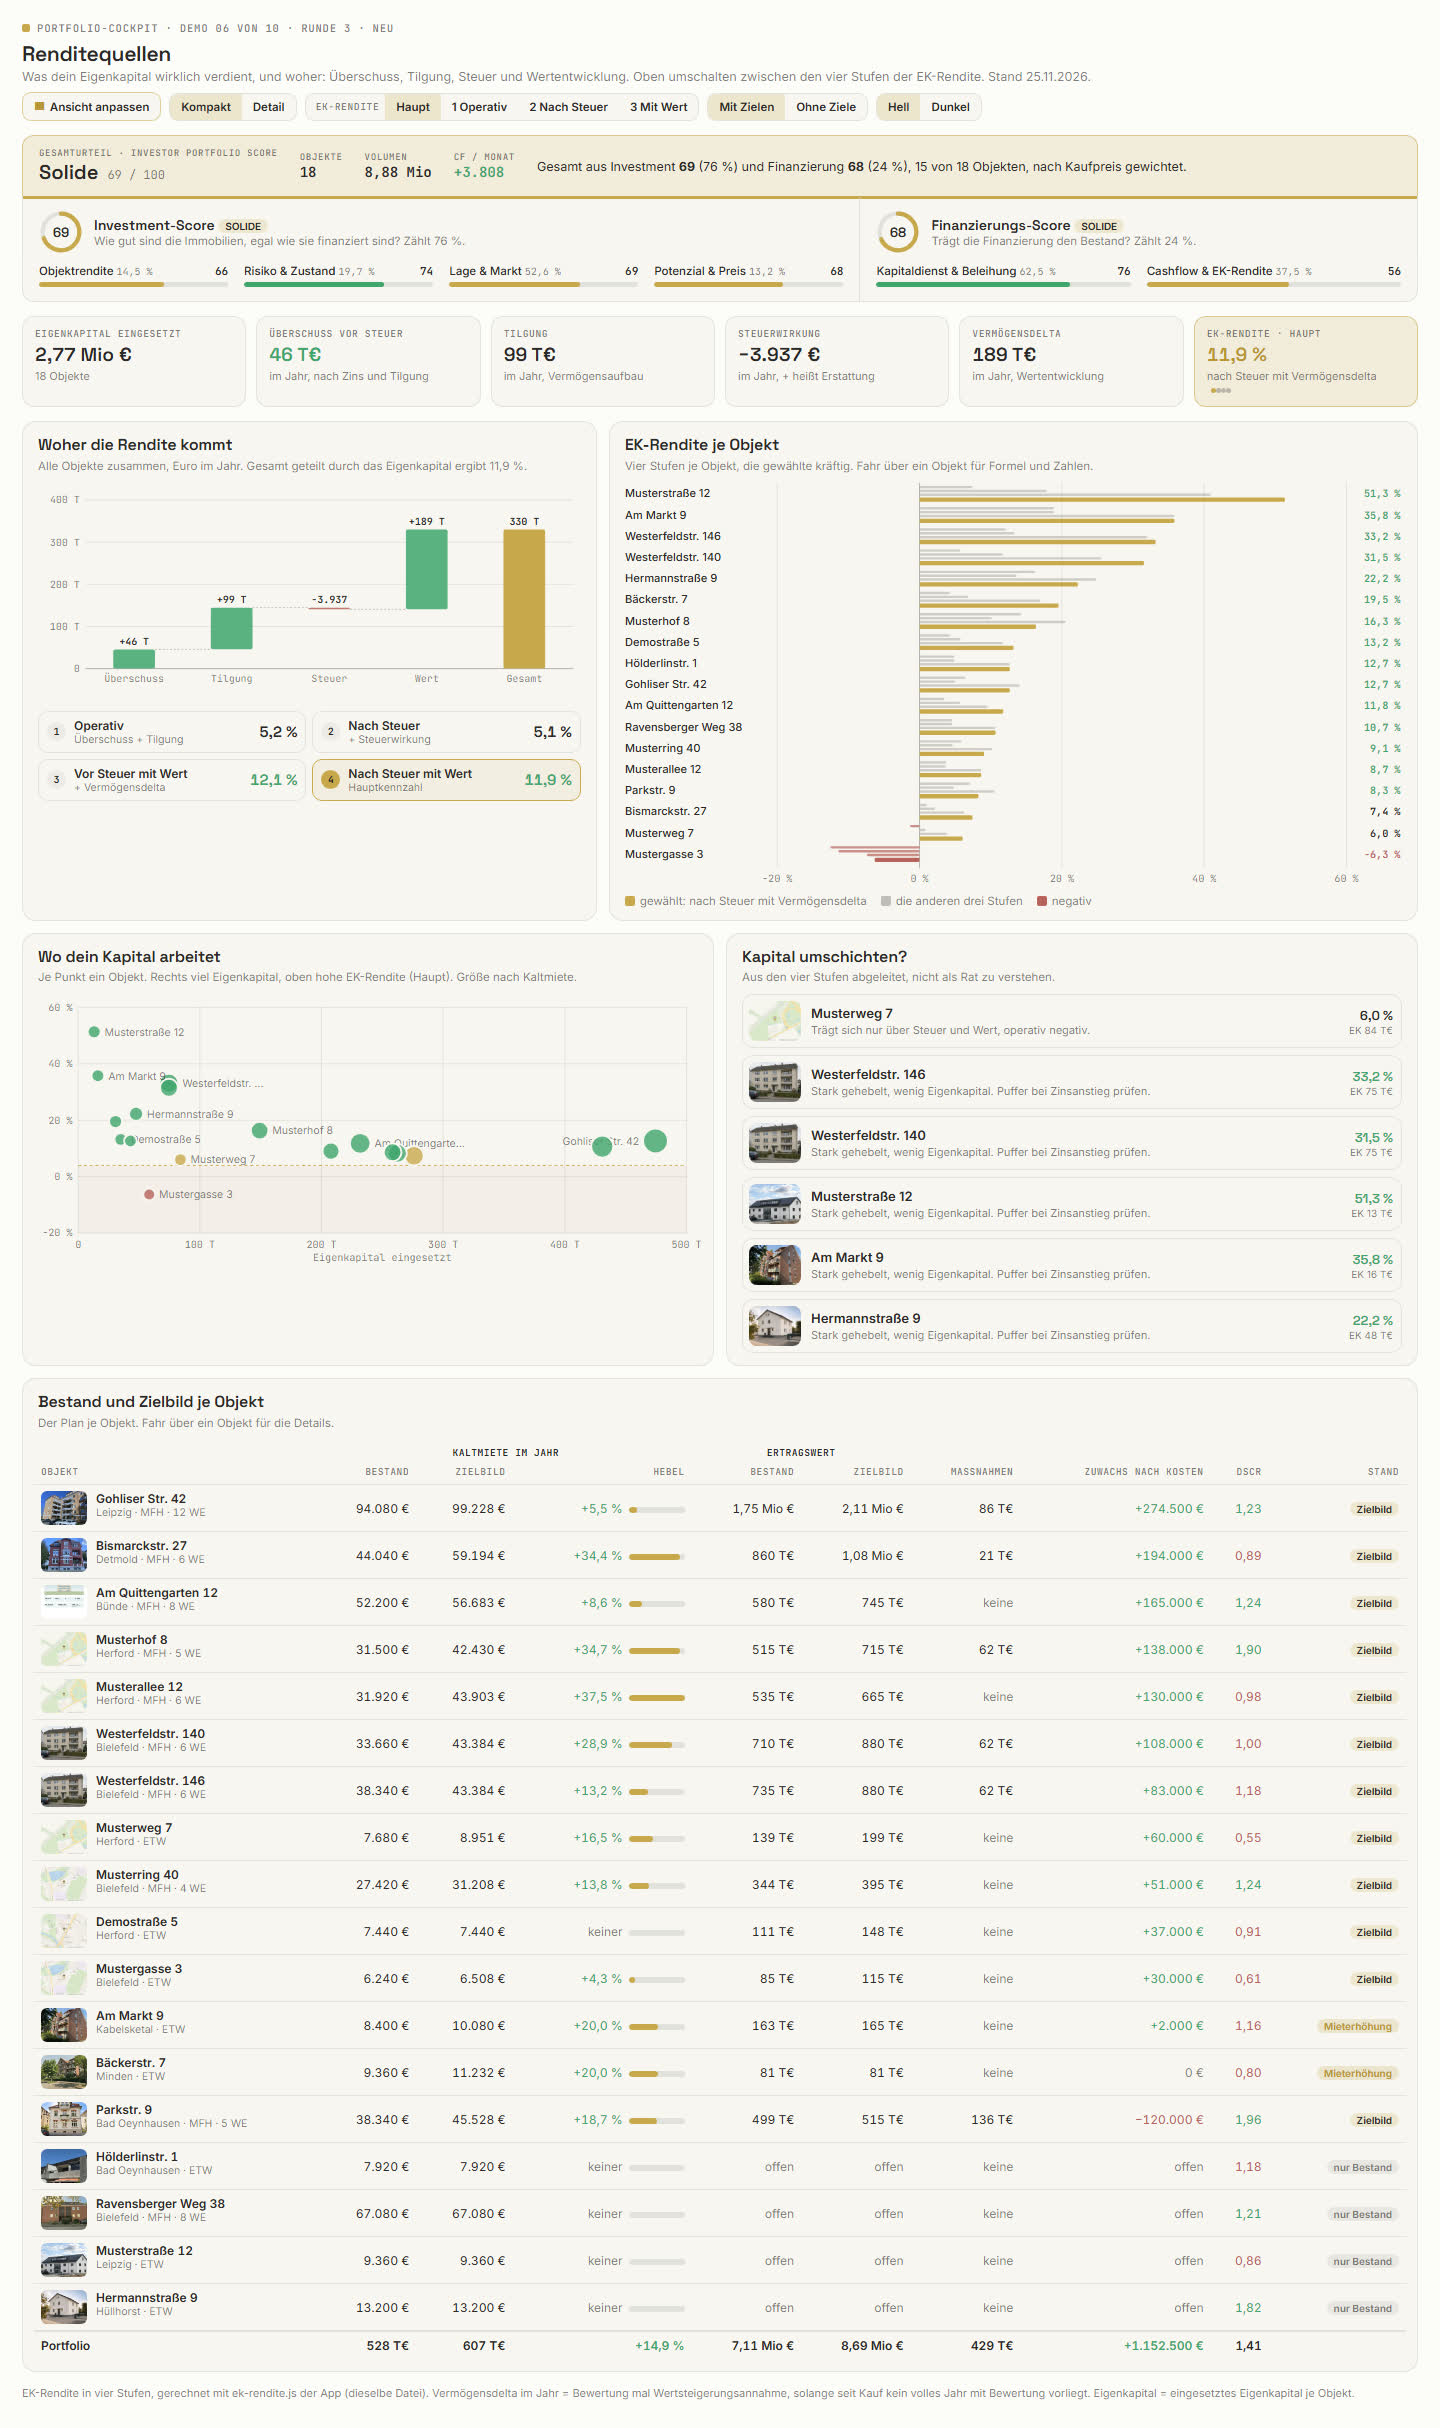 PORTFOLIO-COCKPIT · DEMO 06 VON 10 · RUNDE 3 · NEU
Renditequellen
Was dein Eigenkapital wirklich verdient, und woher: Überschuss, Tilgung, Steuer und Wertentwicklung. Oben umschalten zwischen den vier Stufen der EK-Rendite. Stand 25.11.2026.
Ansicht anpassen Kompakt Detail EK-RENDITE Haupt 1 Operativ 2 Nach Steuer 3 Mit Wert Mit Zielen Ohne Ziele Hell Dunkel
GESAMTURTEIL · INVESTOR PORTFOLIO SCORE
Solide 69 / 100
OBJEKTE
18
VOLUMEN
8,88 Mio
CF / MONAT
+3.808
Gesamt aus Investment 69 (76 %) und Finanzierung 68 (24 %), 15 von 18 Objekten, nach Kaufpreis gewichtet.
69
Investment-Score SOLIDE
Wie gut sind die Immobilien, egal wie sie finanziert sind? Zählt 76 %.
Objektrendite 14,5 % 66
Risiko & Zustand 19,7 % 74
Lage & Markt 52,6 % 69
Potenzial & Preis 13,2 % 68
68
Finanzierungs-Score SOLIDE
Trägt die Finanzierung den Bestand? Zählt 24 %.
Kapitaldienst & Beleihung 62,5 % 76
Cashflow & EK-Rendite 37,5 % 56
EIGENKAPITAL EINGESETZT
2,77 Mio €
18 Objekte
ÜBERSCHUSS VOR STEUER
46 T€
im Jahr, nach Zins und Tilgung
TILGUNG
99 T€
im Jahr, Vermögensaufbau
STEUERWIRKUNG
−3.937 €
im Jahr, + heißt Erstattung
VERMÖGENSDELTA
189 T€
im Jahr, Wertentwicklung
EK-RENDITE · HAUPT
11,9 %
nach Steuer mit Vermögensdelta
Woher die Rendite kommt
Alle Objekte zusammen, Euro im Jahr. Gesamt geteilt durch das Eigenkapital ergibt 11,9 %.
400 T
300 T
200 T
100 T
0
+46 T
+99 T
-3.937
+189 T
330 T
Überschuss Tilgung Steuer Wert Gesamt
1 Operativ 5,2 %
Überschuss + Tilgung
2 Nach Steuer 5,1 %
+ Steuerwirkung
3 Vor Steuer mit Wert 12,1 %
+ Vermögensdelta
4 Nach Steuer mit Wert 11,9 %
Hauptkennzahl
EK-Rendite je Objekt
Vier Stufen je Objekt, die gewählte kräftig. Fahr über ein Objekt für Formel und Zahlen.
Musterstraße 12 51,3 %
Am Markt 9 35,8 %
Westerfeldstr. 146 33,2 %
Westerfeldstr. 140 31,5 %
Hermannstraße 9 22,2 %
Bäckerstr. 7 19,5 %
Musterhof 8 16,3 %
Demostraße 5 13,2 %
Hölderlinstr. 1 12,7 %
Gohliser Str. 42 12,7 %
Am Quittengarten 12 11,8 %
Ravensberger Weg 38 10,7 %
Musterring 40 9,1 %
Musterallee 12 8,7 %
Parkstr. 9 8,3 %
Bismarckstr. 27 7,4 %
Musterweg 7 6,0 %
Mustergasse 3 -6,3 %
-20 % 0 % 20 % 40 % 60 %
gewählt: nach Steuer mit Vermögensdelta die anderen drei Stufen negativ
Wo dein Kapital arbeitet
Je Punkt ein Objekt. Rechts viel Eigenkapital, oben hohe EK-Rendite (Haupt). Größe nach Kaltmiete.
60 %
40 %
20 %
0 %
-20 %
Musterstraße 12
Am Markt 9
Westerfeldstr. ...
Hermannstraße 9
Musterhof 8
Demostraße 5
Am Quittengarte...
Gohliser Str. 42
Musterweg 7
Mustergasse 3
0 100 T 200 T 300 T 400 T 500 T
Eigenkapital eingesetzt
Kapital umschichten?
Aus den vier Stufen abgeleitet, nicht als Rat zu verstehen.
Musterweg 7 6,0 %
Trägt sich nur über Steuer und Wert, operativ negativ. EK 84 T€
Westerfeldstr. 146 33,2 %
Stark gehebelt, wenig Eigenkapital. Puffer bei Zinsanstieg prüfen. EK 75 T€
Westerfeldstr. 140 31,5 %
Stark gehebelt, wenig Eigenkapital. Puffer bei Zinsanstieg prüfen. EK 75 T€
Musterstraße 12 51,3 %
Stark gehebelt, wenig Eigenkapital. Puffer bei Zinsanstieg prüfen. EK 13 T€
Am Markt 9 35,8 %
Stark gehebelt, wenig Eigenkapital. Puffer bei Zinsanstieg prüfen. EK 16 T€
Hermannstraße 9 22,2 %
Stark gehebelt, wenig Eigenkapital. Puffer bei Zinsanstieg prüfen. EK 48 T€
Bestand und Zielbild je Objekt
Der Plan je Objekt. Fahr über ein Objekt für die Details.
KALTMIETE IM JAHR ERTRAGSWERT
OBJEKT BESTAND ZIELBILD HEBEL BESTAND ZIELBILD MASSNAHMEN ZUWACHS NACH KOSTEN DSCR STAND
Gohliser Str. 42 94.080 € 99.228 € +5,5 % 1,75 Mio € 2,11 Mio € 86 T€ +274.500 € 1,23 Zielbild
Leipzig · MFH · 12 WE
Bismarckstr. 27 44.040 € 59.194 € +34,4 % 860 T€ 1,08 Mio € 21 T€ +194.000 € 0,89 Zielbild
Detmold · MFH · 6 WE
Am Quittengarten 12 52.200 € 56.683 € +8,6 % 580 T€ 745 T€ keine +165.000 € 1,24 Zielbild
Bünde · MFH · 8 WE
Musterhof 8 31.500 € 42.430 € +34,7 % 515 T€ 715 T€ 62 T€ +138.000 € 1,90 Zielbild
Herford · MFH · 5 WE
Musterallee 12 31.920 € 43.903 € +37,5 % 535 T€ 665 T€ keine +130.000 € 0,98 Zielbild
Herford · MFH · 6 WE
Westerfeldstr. 140 33.660 € 43.384 € +28,9 % 710 T€ 880 T€ 62 T€ +108.000 € 1,00 Zielbild
Bielefeld · MFH · 6 WE
Westerfeldstr. 146 38.340 € 43.384 € +13,2 % 735 T€ 880 T€ 62 T€ +83.000 € 1,18 Zielbild
Bielefeld · MFH · 6 WE
Musterweg 7 7.680 € 8.951 € +16,5 % 139 T€ 199 T€ keine +60.000 € 0,55 Zielbild
Herford · ETW
Musterring 40 27.420 € 31.208 € +13,8 % 344 T€ 395 T€ keine +51.000 € 1,24 Zielbild
Bielefeld · MFH · 4 WE
Demostraße 5 7.440 € 7.440 € keiner 111 T€ 148 T€ keine +37.000 € 0,91 Zielbild
Herford · ETW
Mustergasse 3 6.240 € 6.508 € +4,3 % 85 T€ 115 T€ keine +30.000 € 0,61 Zielbild
Bielefeld · ETW
Am Markt 9 8.400 € 10.080 € +20,0 % 163 T€ 165 T€ keine +2.000 € 1,16 Mieterhöhung
Kabelsketal · ETW
Bäckerstr. 7 9.360 € 11.232 € +20,0 % 81 T€ 81 T€ keine 0 € 0,80 Mieterhöhung
Minden · ETW
Parkstr. 9 38.340 € 45.528 € +18,7 % 499 T€ 515 T€ 136 T€ −120.000 € 1,96 Zielbild
Bad Oeynhausen · MFH · 5 WE
Hölderlinstr. 1 7.920 € 7.920 € keiner offen offen keine offen 1,18 nur Bestand
Bad Oeynhausen · ETW
Ravensberger Weg 38 67.080 € 67.080 € keiner offen offen keine offen 1,21 nur Bestand
Bielefeld · MFH · 8 WE
Musterstraße 12 9.360 € 9.360 € keiner offen offen keine offen 0,86 nur Bestand
Leipzig · ETW
Hermannstraße 9 13.200 € 13.200 € keiner offen offen keine offen 1,82 nur Bestand
Hüllhorst · ETW
Portfolio 528 T€ 607 T€ +14,9 % 7,11 Mio € 8,69 Mio € 429 T€ +1.152.500 € 1,41
EK-Rendite in vier Stufen, gerechnet mit ek-rendite.js der App (dieselbe Datei). Vermögensdelta im Jahr = Bewertung mal Wertsteigerungsannahme, solange seit Kauf kein volles Jahr mit Bewertung vorliegt. Eigenkapital = eingesetztes Eigenkapital je Objekt.